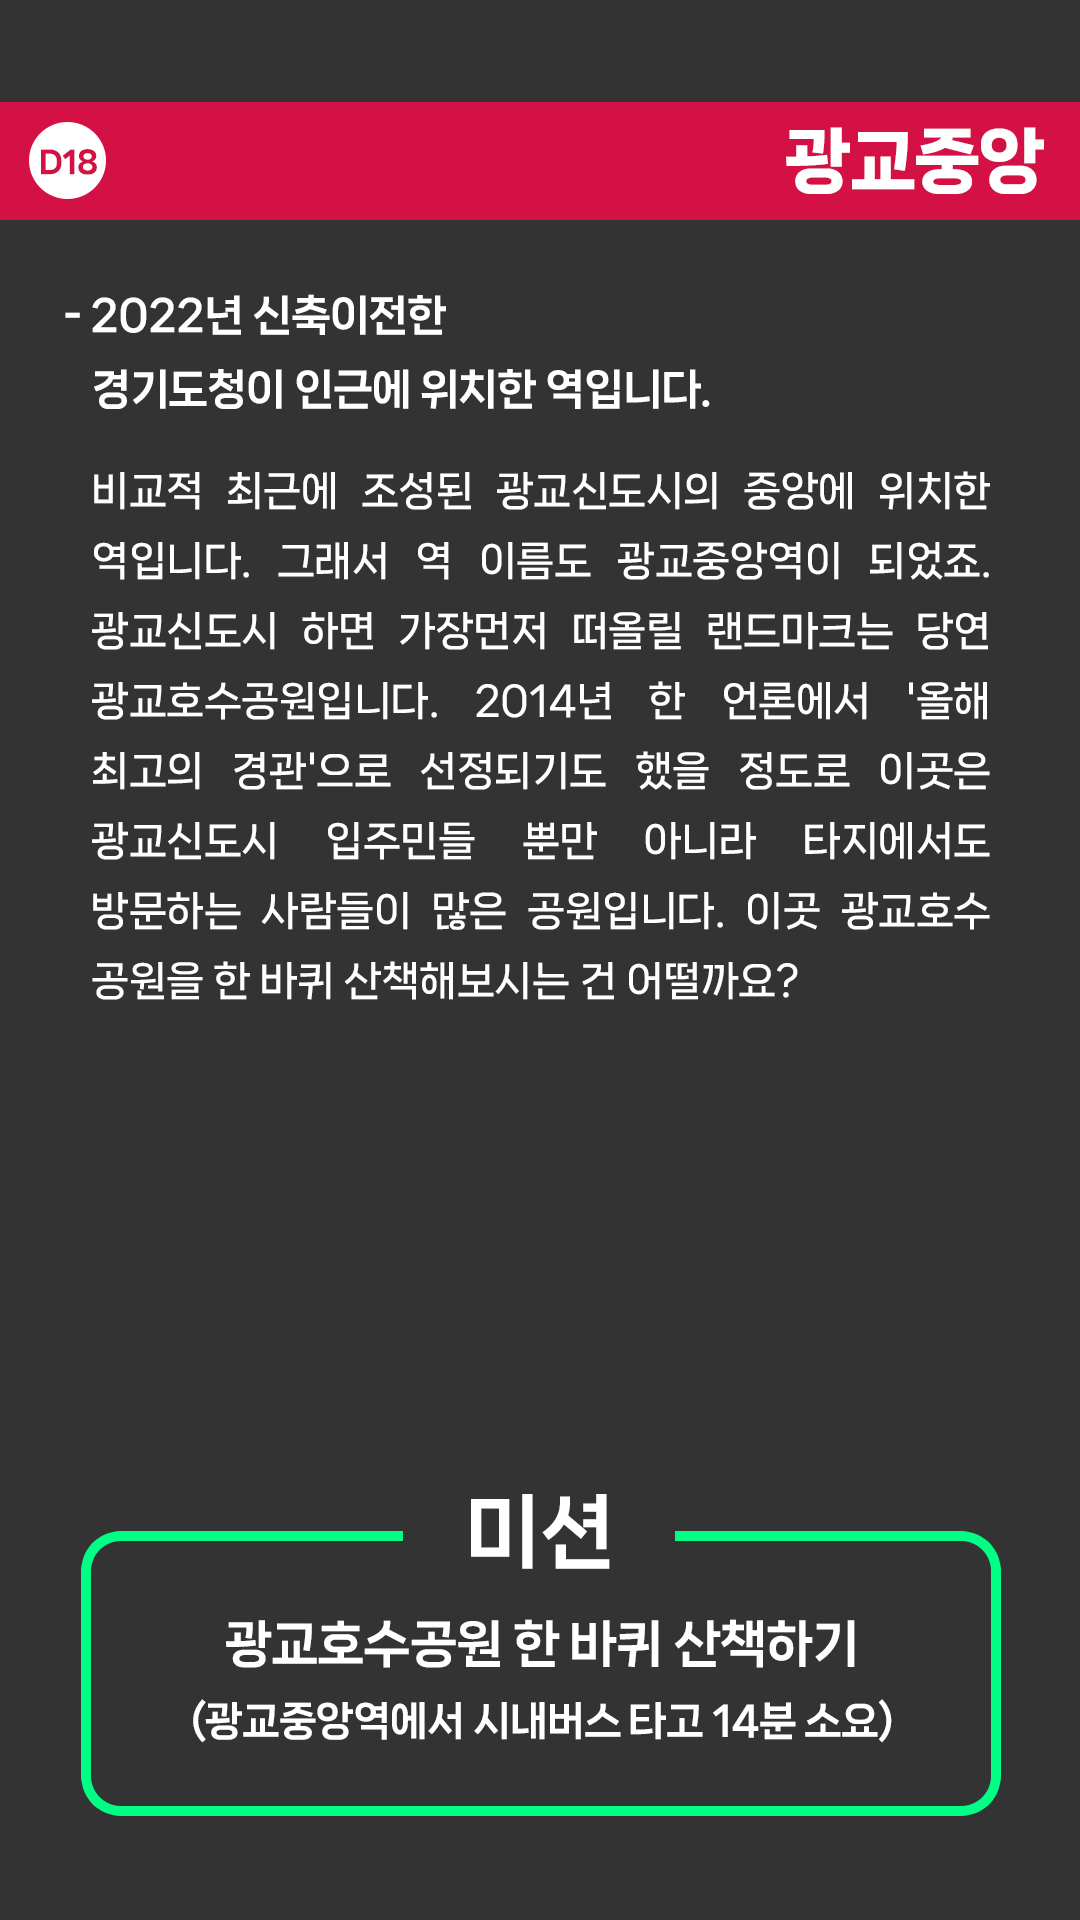 D18
광교중앙
- 2022년 신축이전한
경기도청이 인근에 위치한 역입니다.
비교적 최근에 조성된 광교신도시의 중앙에 위치한
역입니다. 그래서 역 이름도 광교중앙역이 되었죠.
광교신도시 하면 가장먼저 떠올릴 랜드마크는 당연
광교호수공원입니다. 2014년 한 언론에서 '올해
최고의 경관'으로 선정되기도 했을 정도로 이곳은
광교신도시 입주민들 뿐만 아니라 타지에서도
방문하는 사람들이 많은 공원입니다. 이곳 광교호수
공원을 한 바퀴 산책해보시는 건 어떨까요?
미션
광교호수공원 한 바퀴 산책하기
(광교중앙역에서 시내버스 타고 14분 소요)